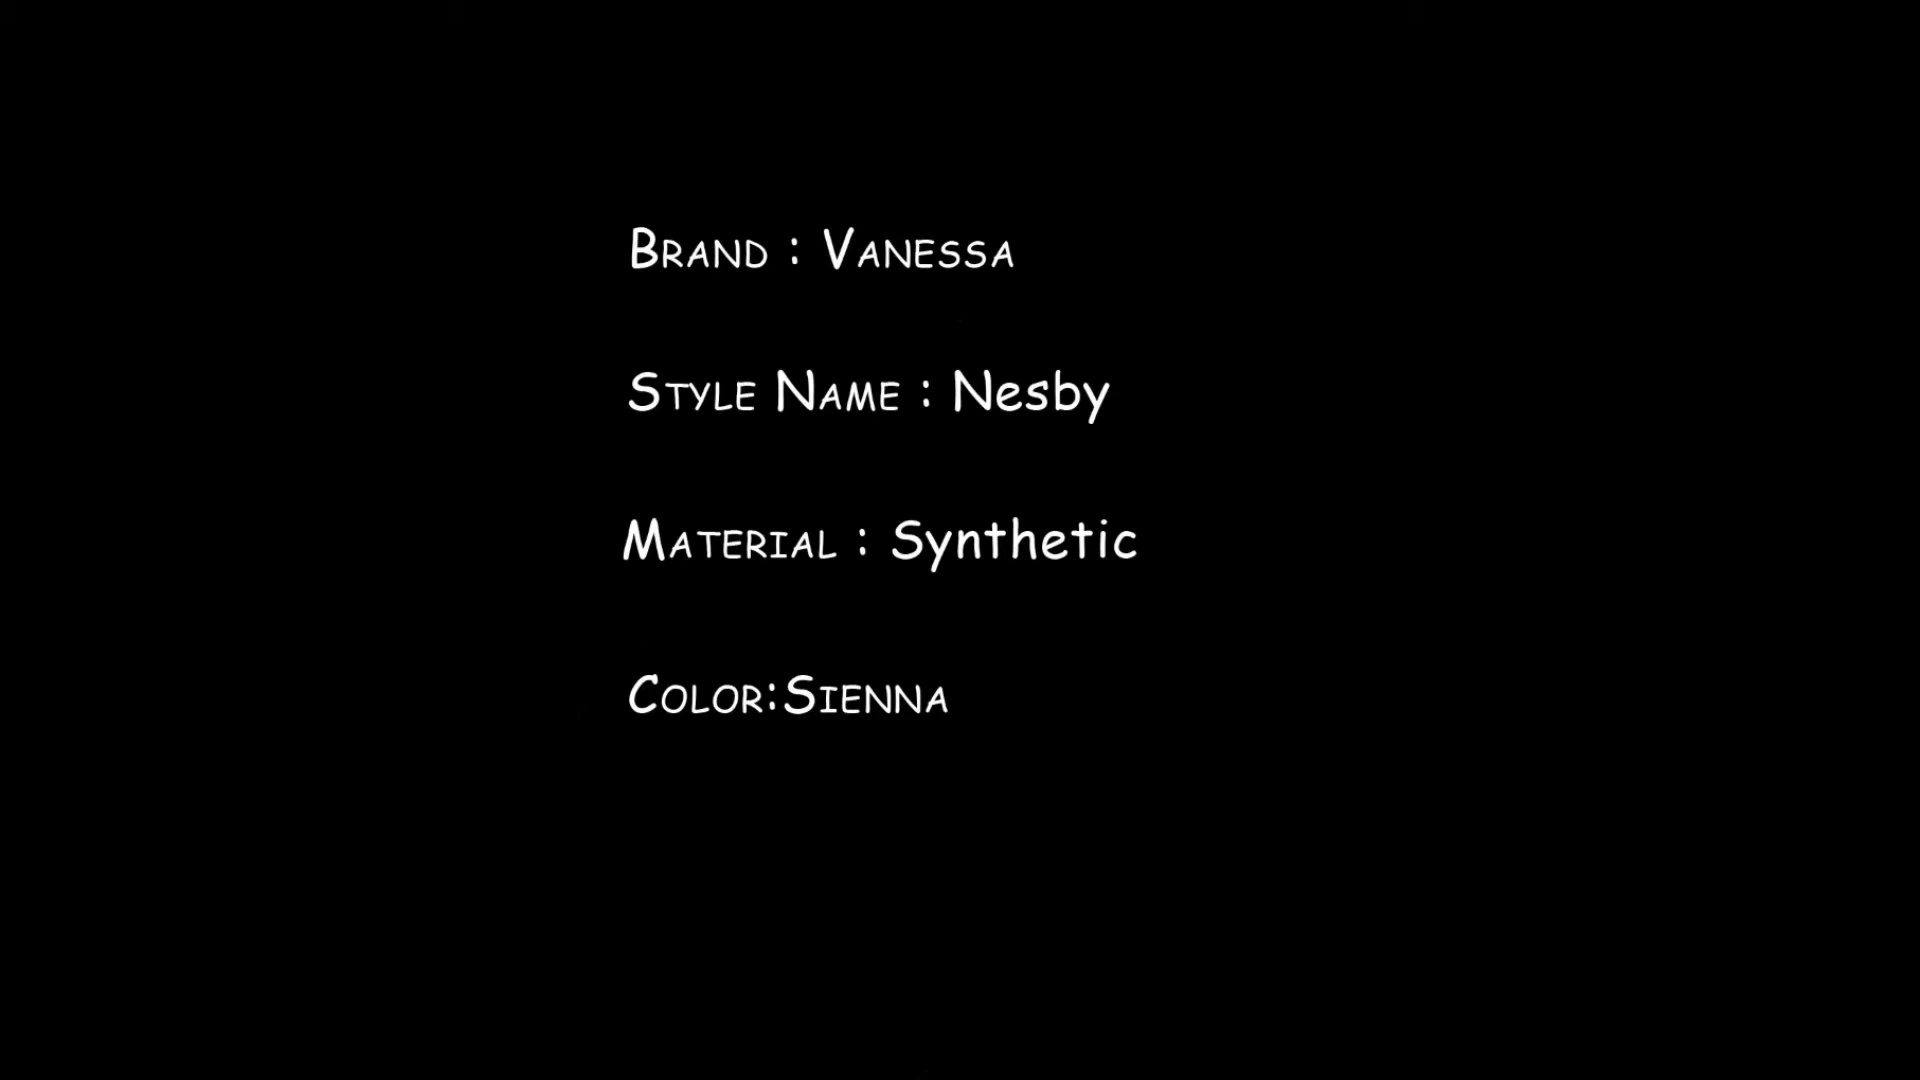 Brand : Vanessa
Style Name : Nesby
Material : Synthetic
Color:Sienna